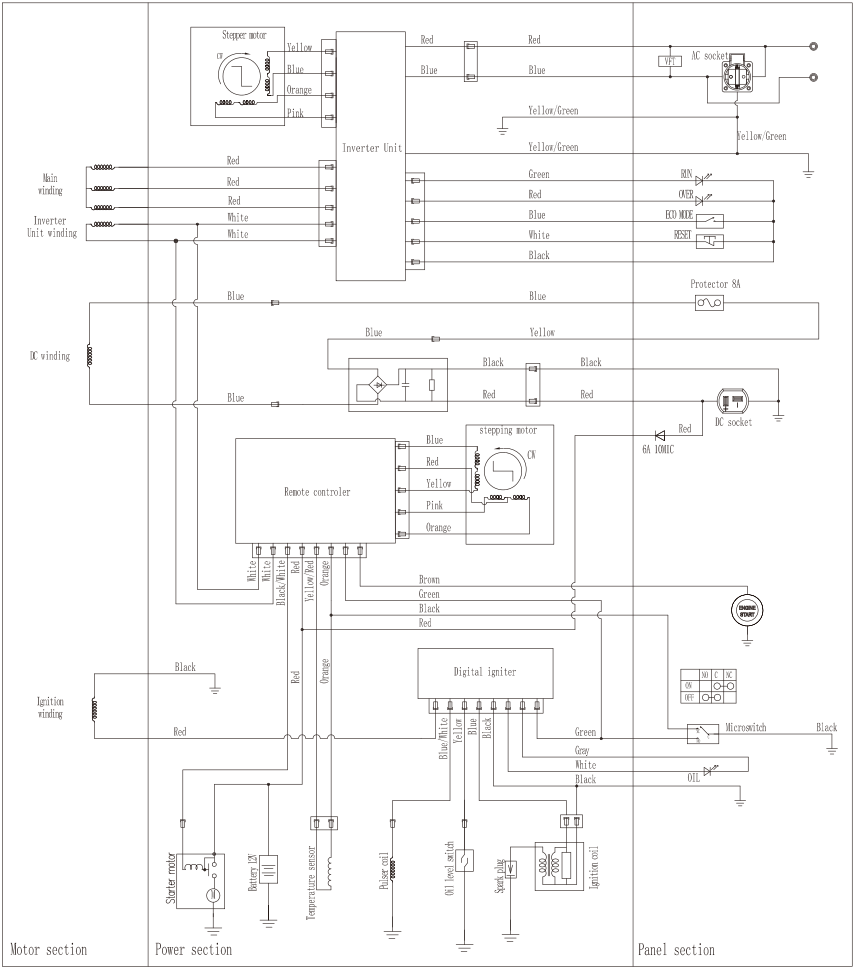 Stepper motor
CW
Yellow
Blue
Orange
Pink
Inverter Unit
Red
Red
Blue
Blue
VFT
AC socket
Yellow/Green
Yellow/Green
Yellow/Green
Main
winding
Red
Red
Red
Inverter
Unit winding
White
White
Green
RUN
Red
OVER
Blue
ECO MODE
White
RESET
Black
Protector 8A
Blue
Blue
DC winding
Blue
Yellow
Black
Black
Red
Red
Blue
DC socket
Red
6A 10MIC
Remote controler
Blue
Red
Yellow
Pink
Orange
stepping motor
CW
White
White
Black/White
Red
Yellow/Red
Orange
Brown
Green
Black
Red
ENGINE
START
Black
Ignition
winding
Red
Red
Orange
Digital igniter
Blue/White
Yellow
Blue
Black
Green
Gray
White
Black
OIL
NO C NC
ON
OFF
Microswitch
Black
Starter motor
M
Battery 12V
Temperature sensor
Pulser coil
Oil level switch
Spark plug
Ignition coil
Motor section
Power section
Panel section